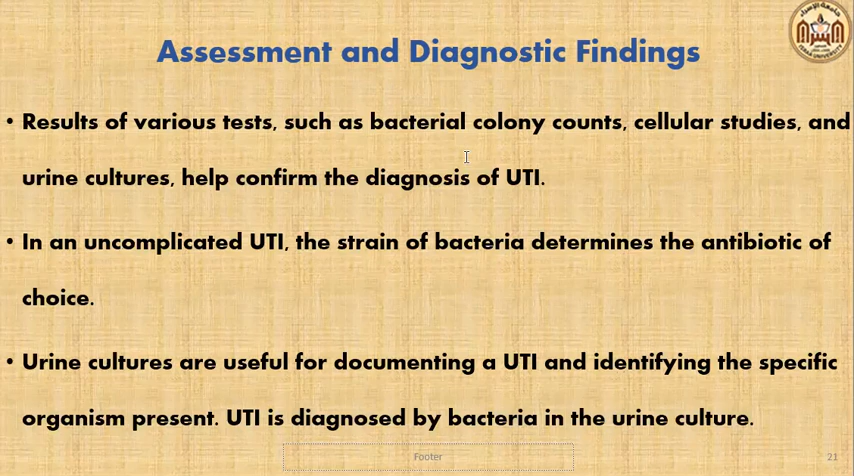 Assessment and Diagnostic Findings
• Results of various tests, such as bacterial colony counts, cellular studies, and
urine cultures, help confirm the diagnosis of UTI.
• In an uncomplicated UTI, the strain of bacteria determines the antibiotic of
choice.
• Urine cultures are useful for documenting a UTI and identifying the specific
organism present. UTI is diagnosed by bacteria in the urine culture.
Footer
21